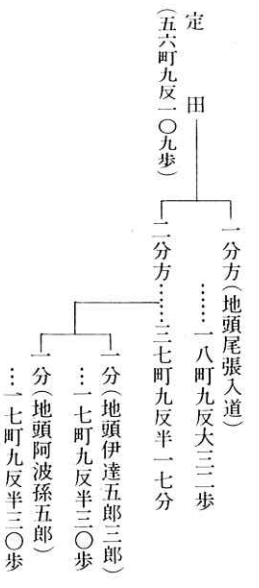 定田
(五六町九反一〇九歩)
一分方(地頭尾張入道)
……一八町九反大三二歩
二分方……三七町九反半一七分
一分(地頭伊達五郎三郎)
…一七町九反半三〇歩
一分(地頭阿波孫五郎)
…一七町九反半三〇歩